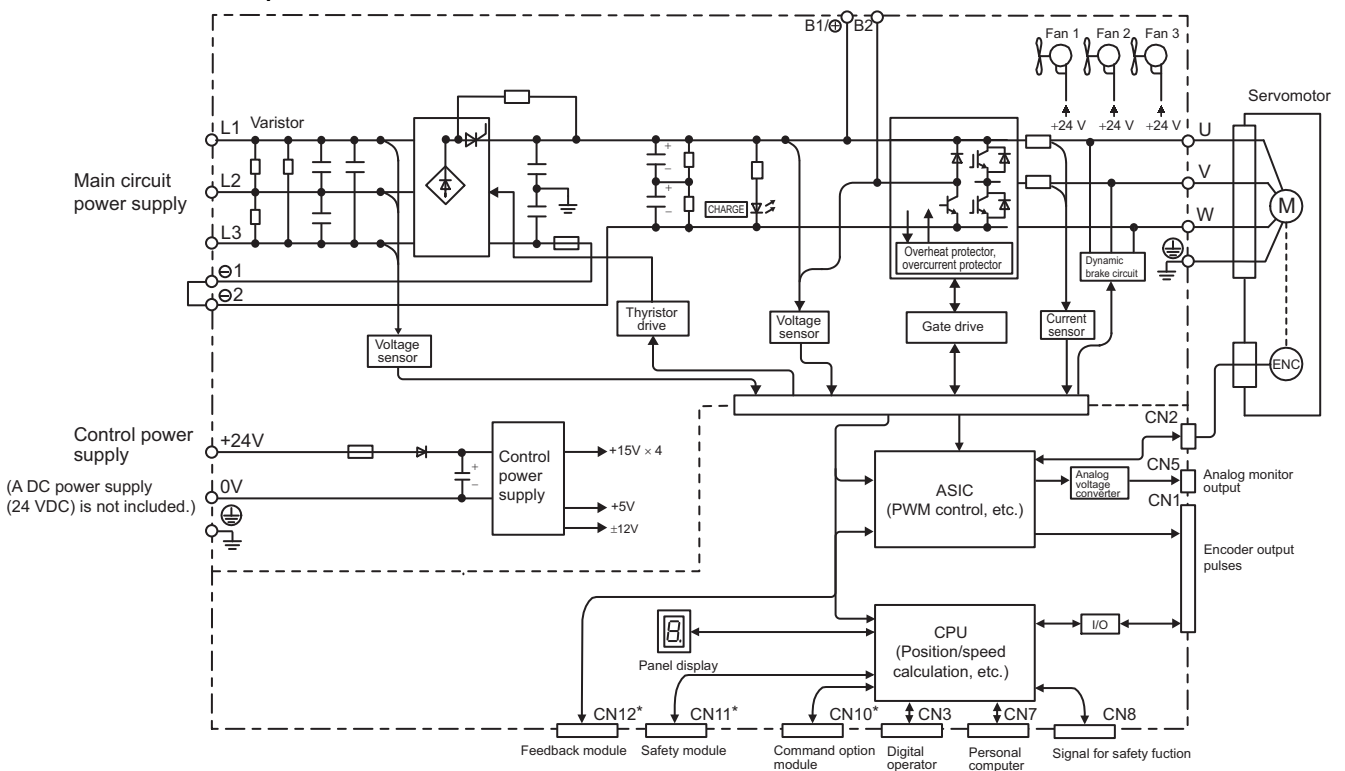 B1/⊕ B2
Fan 1 Fan 2 Fan 3
+24 V +24 V +24 V
Servomotor
L1 Varistor
U
Main circuit
power supply
L2
V
CHARGE
M
L3
W
Overheat protector,
overcurrent protector
Dynamic
brake circuit
⊖1
⊖2
Thyristor
drive
Voltage
sensor
Gate drive
Current
sensor
Voltage
sensor
ENC
CN2
Control power
supply
+24V
+ −
Control
power
supply
+15V × 4
(A DC power supply
(24 VDC) is not included.)
0V
+5V
±12V
ASIC
(PWM control, etc.)
Analog
voltage
converter
CN5
Analog monitor
output
CN1
Encoder output
pulses
CPU
(Position/speed
calculation, etc.)
I/O
8.
Panel display
CN12*
CN11*
CN10*
CN3
CN7
CN8
Feedback module
Safety module
Command option
module
Digital
operator
Personal
computer
Signal for safety fuction